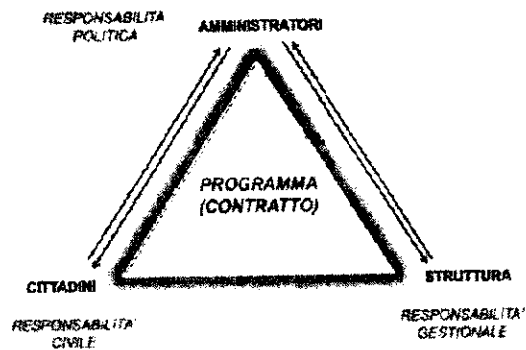 RESPONSABILITA
POLITICA
AMMINISTRATORI
PROGRAMMA
(CONTRATTO)
CITTADINI
STRUTTURA
RESPONSABILITA'
CIVILE
RESPONSABILITA'
GESTIONALE